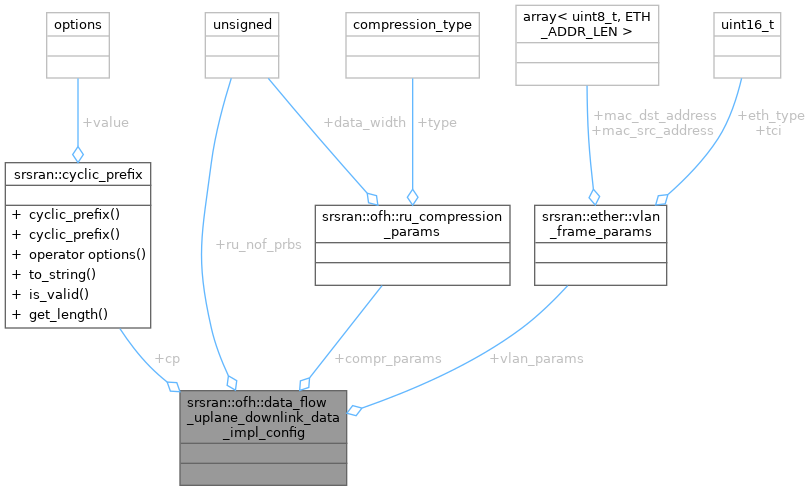 options
unsigned
compression_type
array< uint8_t, ETH
_ADDR_LEN >
uint16_t
+value
+data_width
+type
+mac_dst_address
+mac_src_address
+eth_type
+tci
srsran::cyclic_prefix
+ cyclic_prefix()
+ cyclic_prefix()
+ operator options()
+ to_string()
+ is_valid()
+ get_length()
srsran::ofh::ru_compression
_params
srsran::ether::vlan
_frame_params
+ru_nof_prbs
+cp
+compr_params
+vlan_params
srsran::ofh::data_flow
_uplane_downlink_data
_impl_config